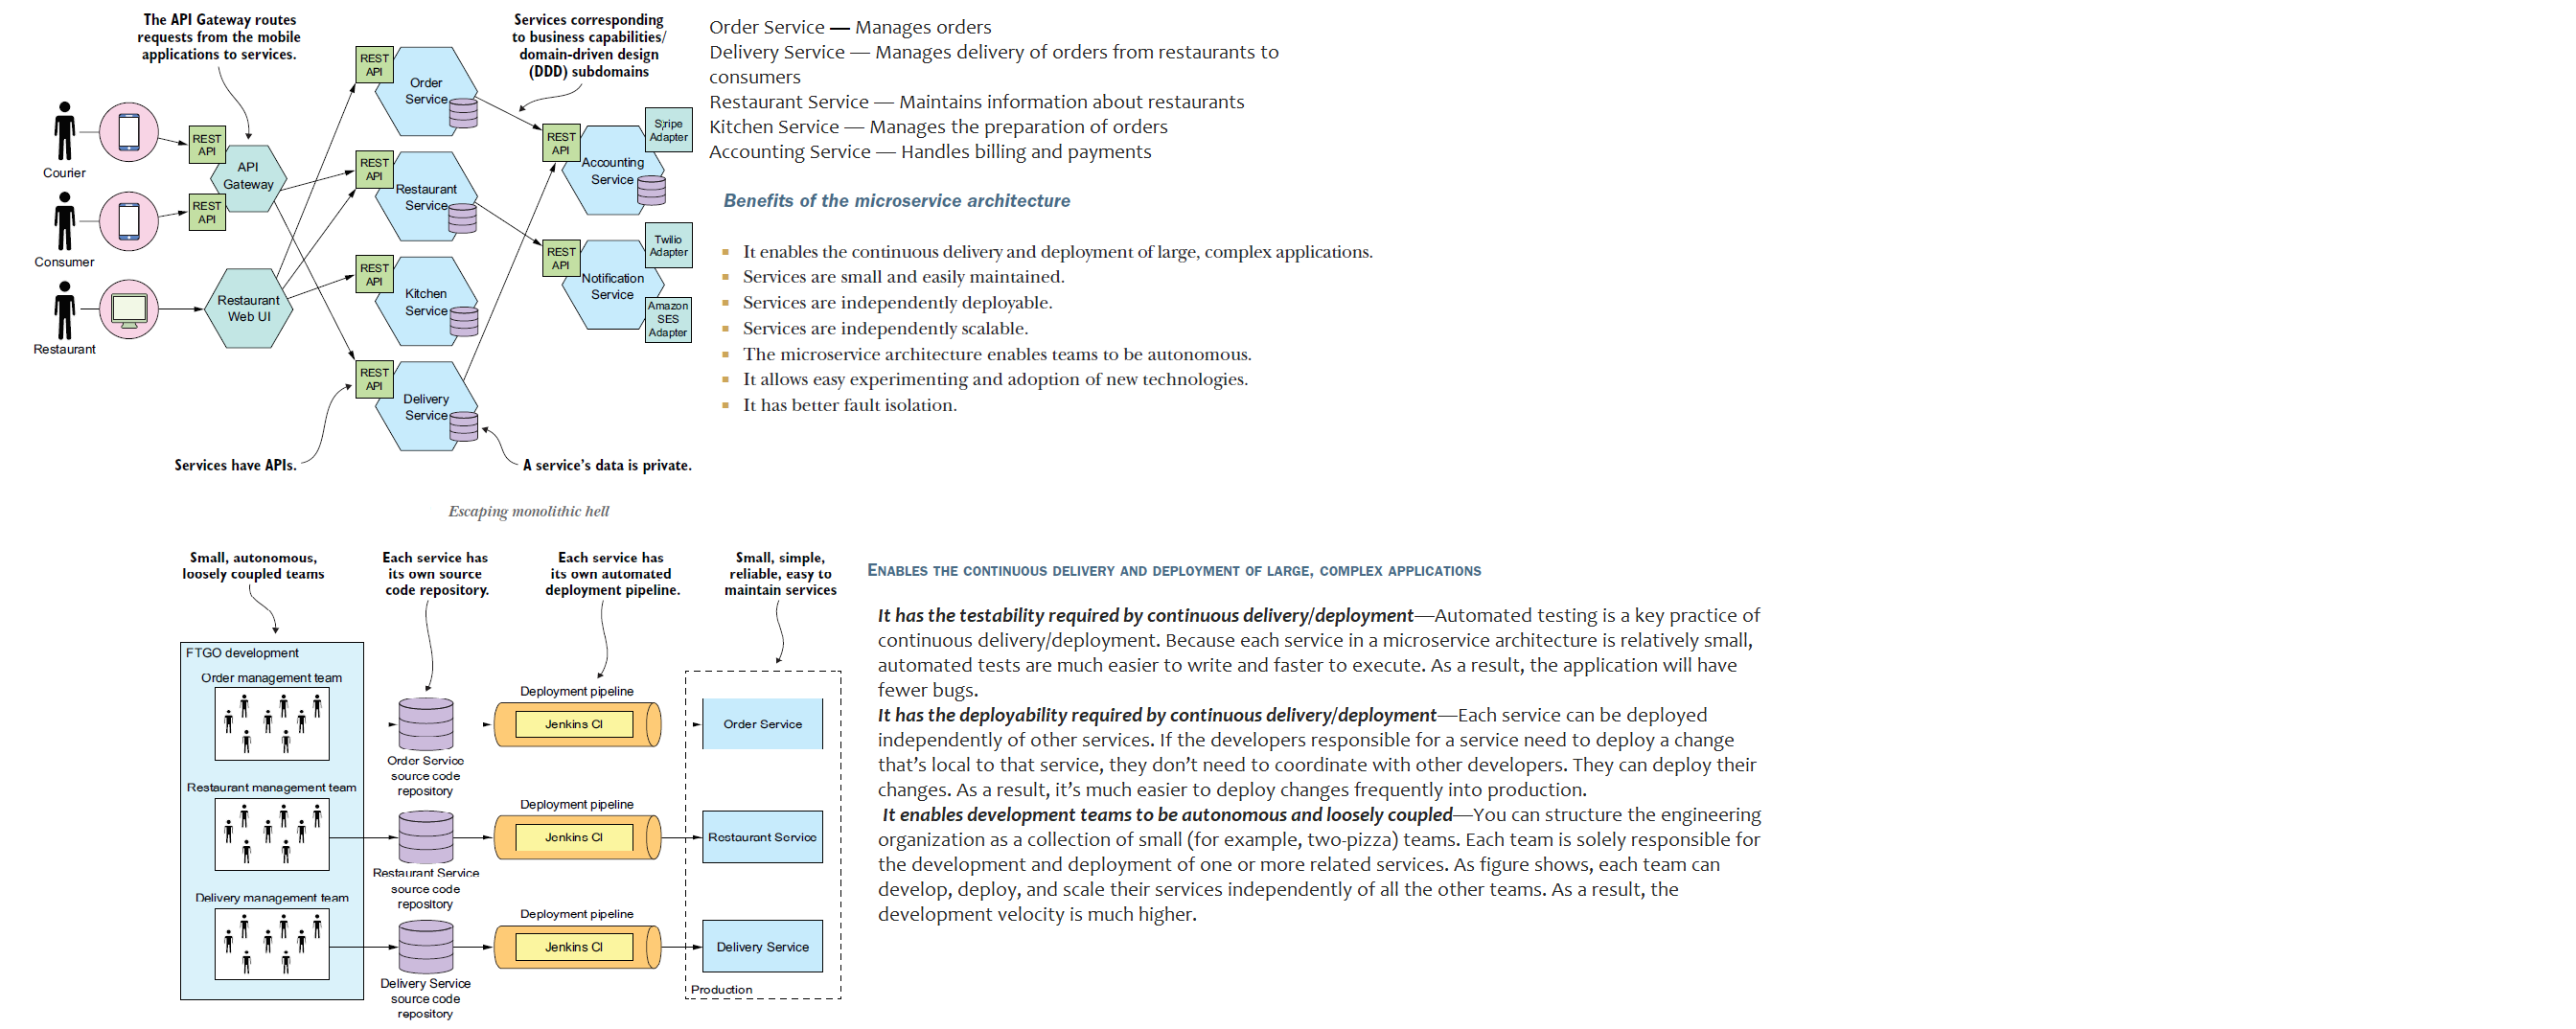 The API Gateway routes
requests from the mobile
applications to services.
Services corresponding
to business capabilities/
domain-driven design
(DDD) subdomains
REST
API
Order
Service
Courier
REST
API
API
Gateway
REST
API
Consumer
REST
API
Restaurant
Service
REST
API
Accounting
Service
Stripe
Adapter
Restaurant
Restaurant
Web UI
REST
API
Kitchen
Service
REST
API
Notification
Service
Twilio
Adapter
Amazon
SES
Adapter
REST
API
Delivery
Service
Services have APIs.
A service's data is private.
Order Service — Manages orders
Delivery Service — Manages delivery of orders from restaurants to
consumers
Restaurant Service — Maintains information about restaurants
Kitchen Service — Manages the preparation of orders
Accounting Service — Handles billing and payments
Benefits of the microservice architecture
It enables the continuous delivery and deployment of large, complex applications.
Services are small and easily maintained.
Services are independently deployable.
Services are independently scalable.
The microservice architecture enables teams to be autonomous.
It allows easy experimenting and adoption of new technologies.
It has better fault isolation.
Escaping monolithic hell
Small, autonomous,
loosely coupled teams
Each service has
its own source
code repository.
Each service has
its own automated
deployment pipeline.
Small, simple,
reliable, easy to
maintain services
FTGO development
Order management team
Order Service
source code
repository
Deployment pipeline
Jenkins CI
Order Service
Restaurant management team
Restaurant Service
source code
repository
Deployment pipeline
Jenkins CI
Restaurant Service
Delivery management team
Delivery Service
source code
repository
Deployment pipeline
Jenkins CI
Delivery Service
Production
ENABLES THE CONTINUOUS DELIVERY AND DEPLOYMENT OF LARGE, COMPLEX APPLICATIONS
It has the testability required by continuous delivery/deployment—Automated testing is a key practice of
continuous delivery/deployment. Because each service in a microservice architecture is relatively small,
automated tests are much easier to write and faster to execute. As a result, the application will have
fewer bugs.
It has the deployability required by continuous delivery/deployment—Each service can be deployed
independently of other services. If the developers responsible for a service need to deploy a change
that's local to that service, they don't need to coordinate with other developers. They can deploy their
changes. As a result, it's much easier to deploy changes frequently into production.
It enables development teams to be autonomous and loosely coupled—You can structure the engineering
organization as a collection of small (for example, two-pizza) teams. Each team is solely responsible for
the development and deployment of one or more related services. As figure shows, each team can
develop, deploy, and scale their services independently of all the other teams. As a result, the
development velocity is much higher.